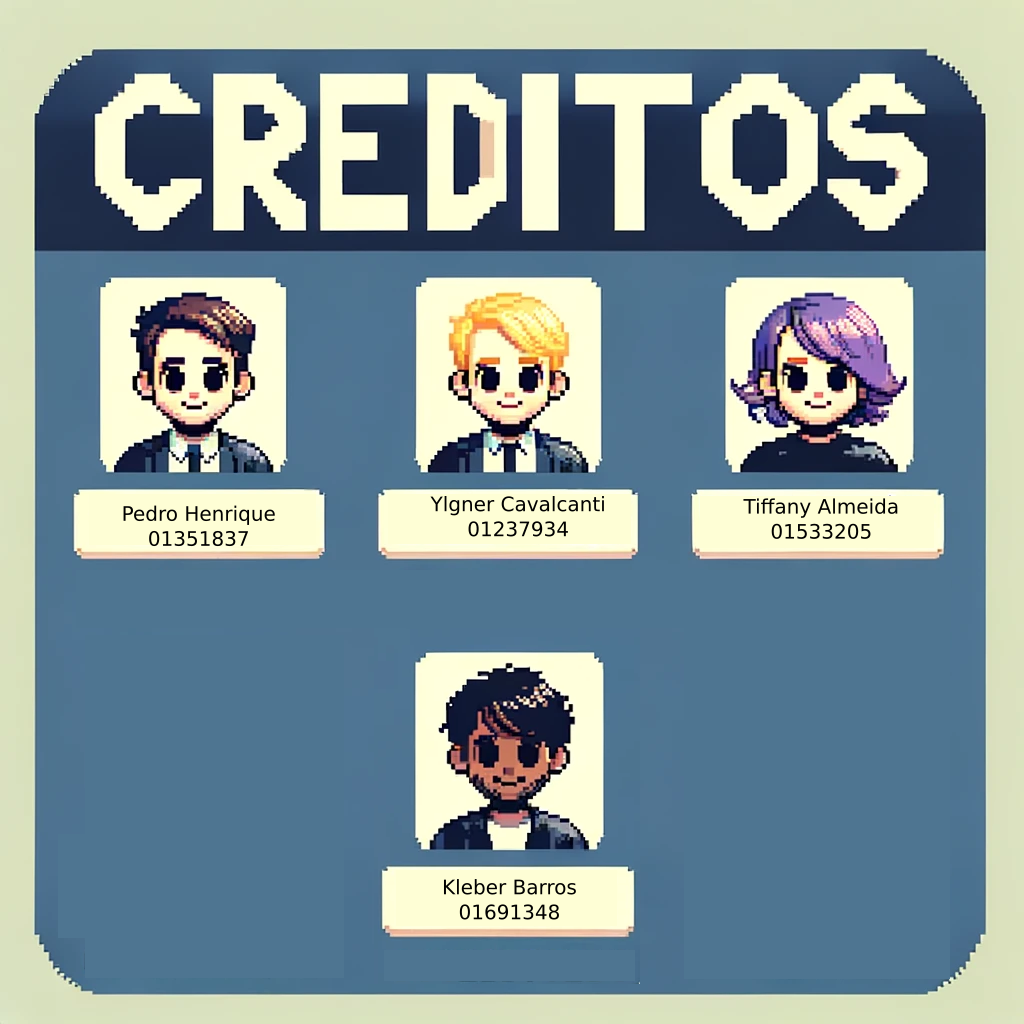 CREDITOS
Pedro Henrique
01351837
Ylgner Cavalcanti
01237934
Tiffany Almeida
01533205
Kleber Barros
01691348